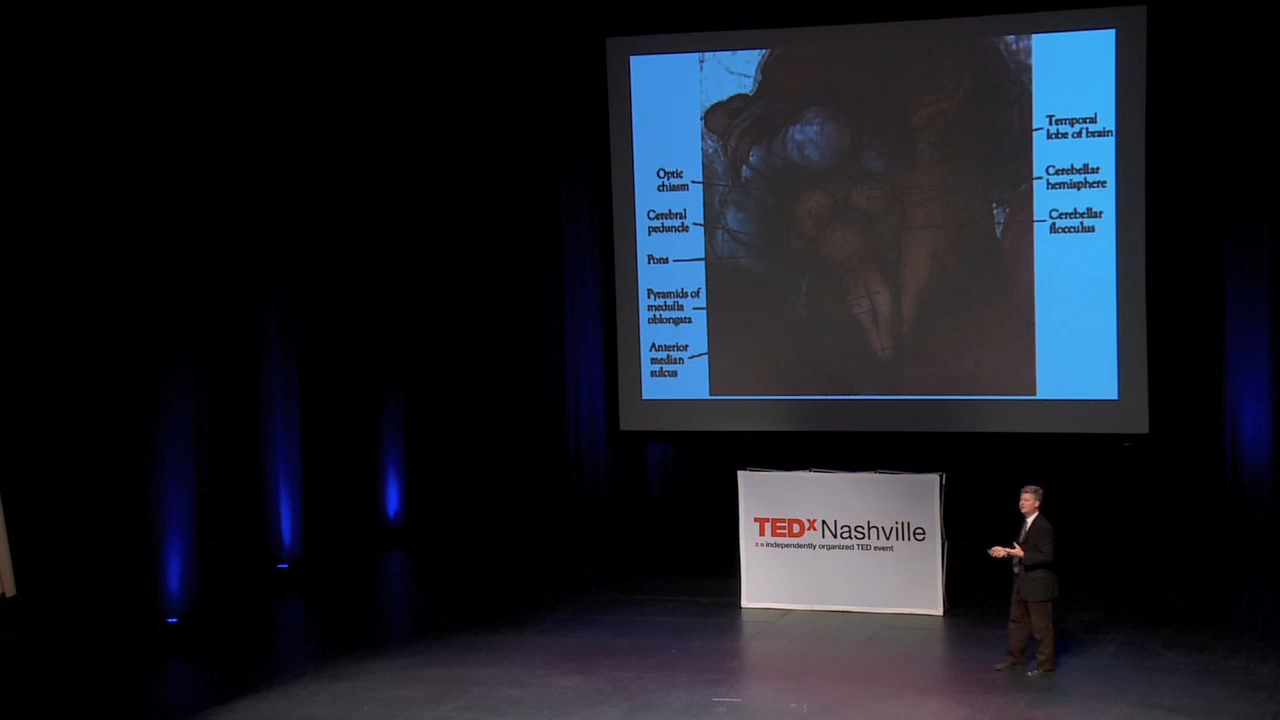 Optic
chiasm
Cerebral
peduncle
Pons
Pyramids of
medulla
oblongata
Anterior
median
sulcus
Temporal
lobe of brain
Cerebellar
hemisphere
Cerebellar
flocculus
TEDx Nashville
x = independently organized TED event